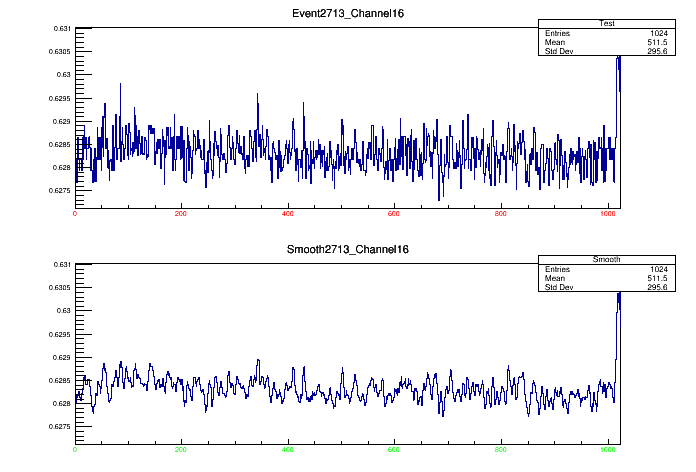 Event2713_Channel16
Test
Entries 1024
Mean 511.5
Std Dev 295.6
0.631
0.6305
0.63
0.6295
0.629
0.6285
0.628
0.6275
0 200 400 600 800 1000
Smooth2713_Channel16
Smooth
Entries 1024
Mean 511.5
Std Dev 295.6
0.631
0.6305
0.63
0.6295
0.629
0.6285
0.628
0.6275
0 200 400 600 800 1000